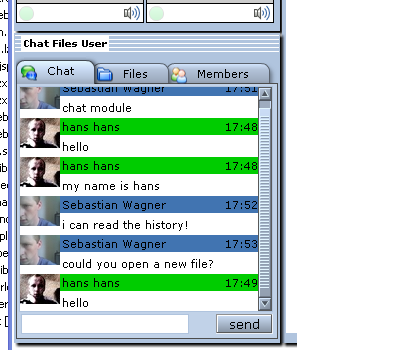 Chat Files User
Chat Files Members
Sebastian Wagner 17:51
chat module
hans hans 17:48
hello
hans hans 17:48
my name is hans
Sebastian Wagner 17:52
i can read the history!
Sebastian Wagner 17:53
could you open a new file?
hans hans 17:49
hello
send